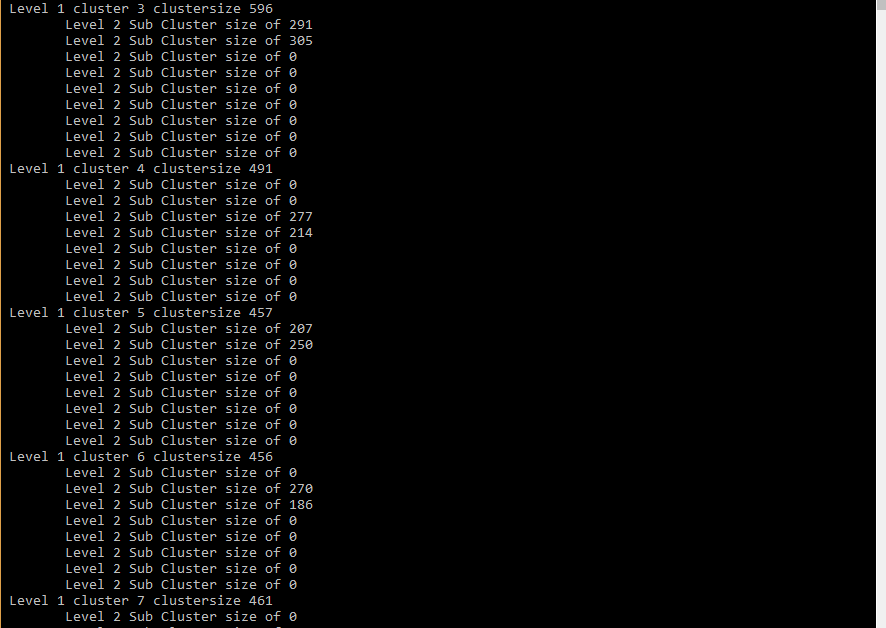 Level 1 cluster 3 clustersize 596
Level 2 Sub Cluster size of 291
Level 2 Sub Cluster size of 305
Level 2 Sub Cluster size of 0
Level 2 Sub Cluster size of 0
Level 2 Sub Cluster size of 0
Level 2 Sub Cluster size of 0
Level 2 Sub Cluster size of 0
Level 2 Sub Cluster size of 0
Level 2 Sub Cluster size of 0
Level 1 cluster 4 clustersize 491
Level 2 Sub Cluster size of 0
Level 2 Sub Cluster size of 0
Level 2 Sub Cluster size of 277
Level 2 Sub Cluster size of 214
Level 2 Sub Cluster size of 0
Level 2 Sub Cluster size of 0
Level 2 Sub Cluster size of 0
Level 2 Sub Cluster size of 0
Level 1 cluster 5 clustersize 457
Level 2 Sub Cluster size of 207
Level 2 Sub Cluster size of 250
Level 2 Sub Cluster size of 0
Level 2 Sub Cluster size of 0
Level 2 Sub Cluster size of 0
Level 2 Sub Cluster size of 0
Level 2 Sub Cluster size of 0
Level 2 Sub Cluster size of 0
Level 1 cluster 6 clustersize 456
Level 2 Sub Cluster size of 0
Level 2 Sub Cluster size of 270
Level 2 Sub Cluster size of 186
Level 2 Sub Cluster size of 0
Level 2 Sub Cluster size of 0
Level 2 Sub Cluster size of 0
Level 2 Sub Cluster size of 0
Level 2 Sub Cluster size of 0
Level 1 cluster 7 clustersize 461
Level 2 Sub Cluster size of 0